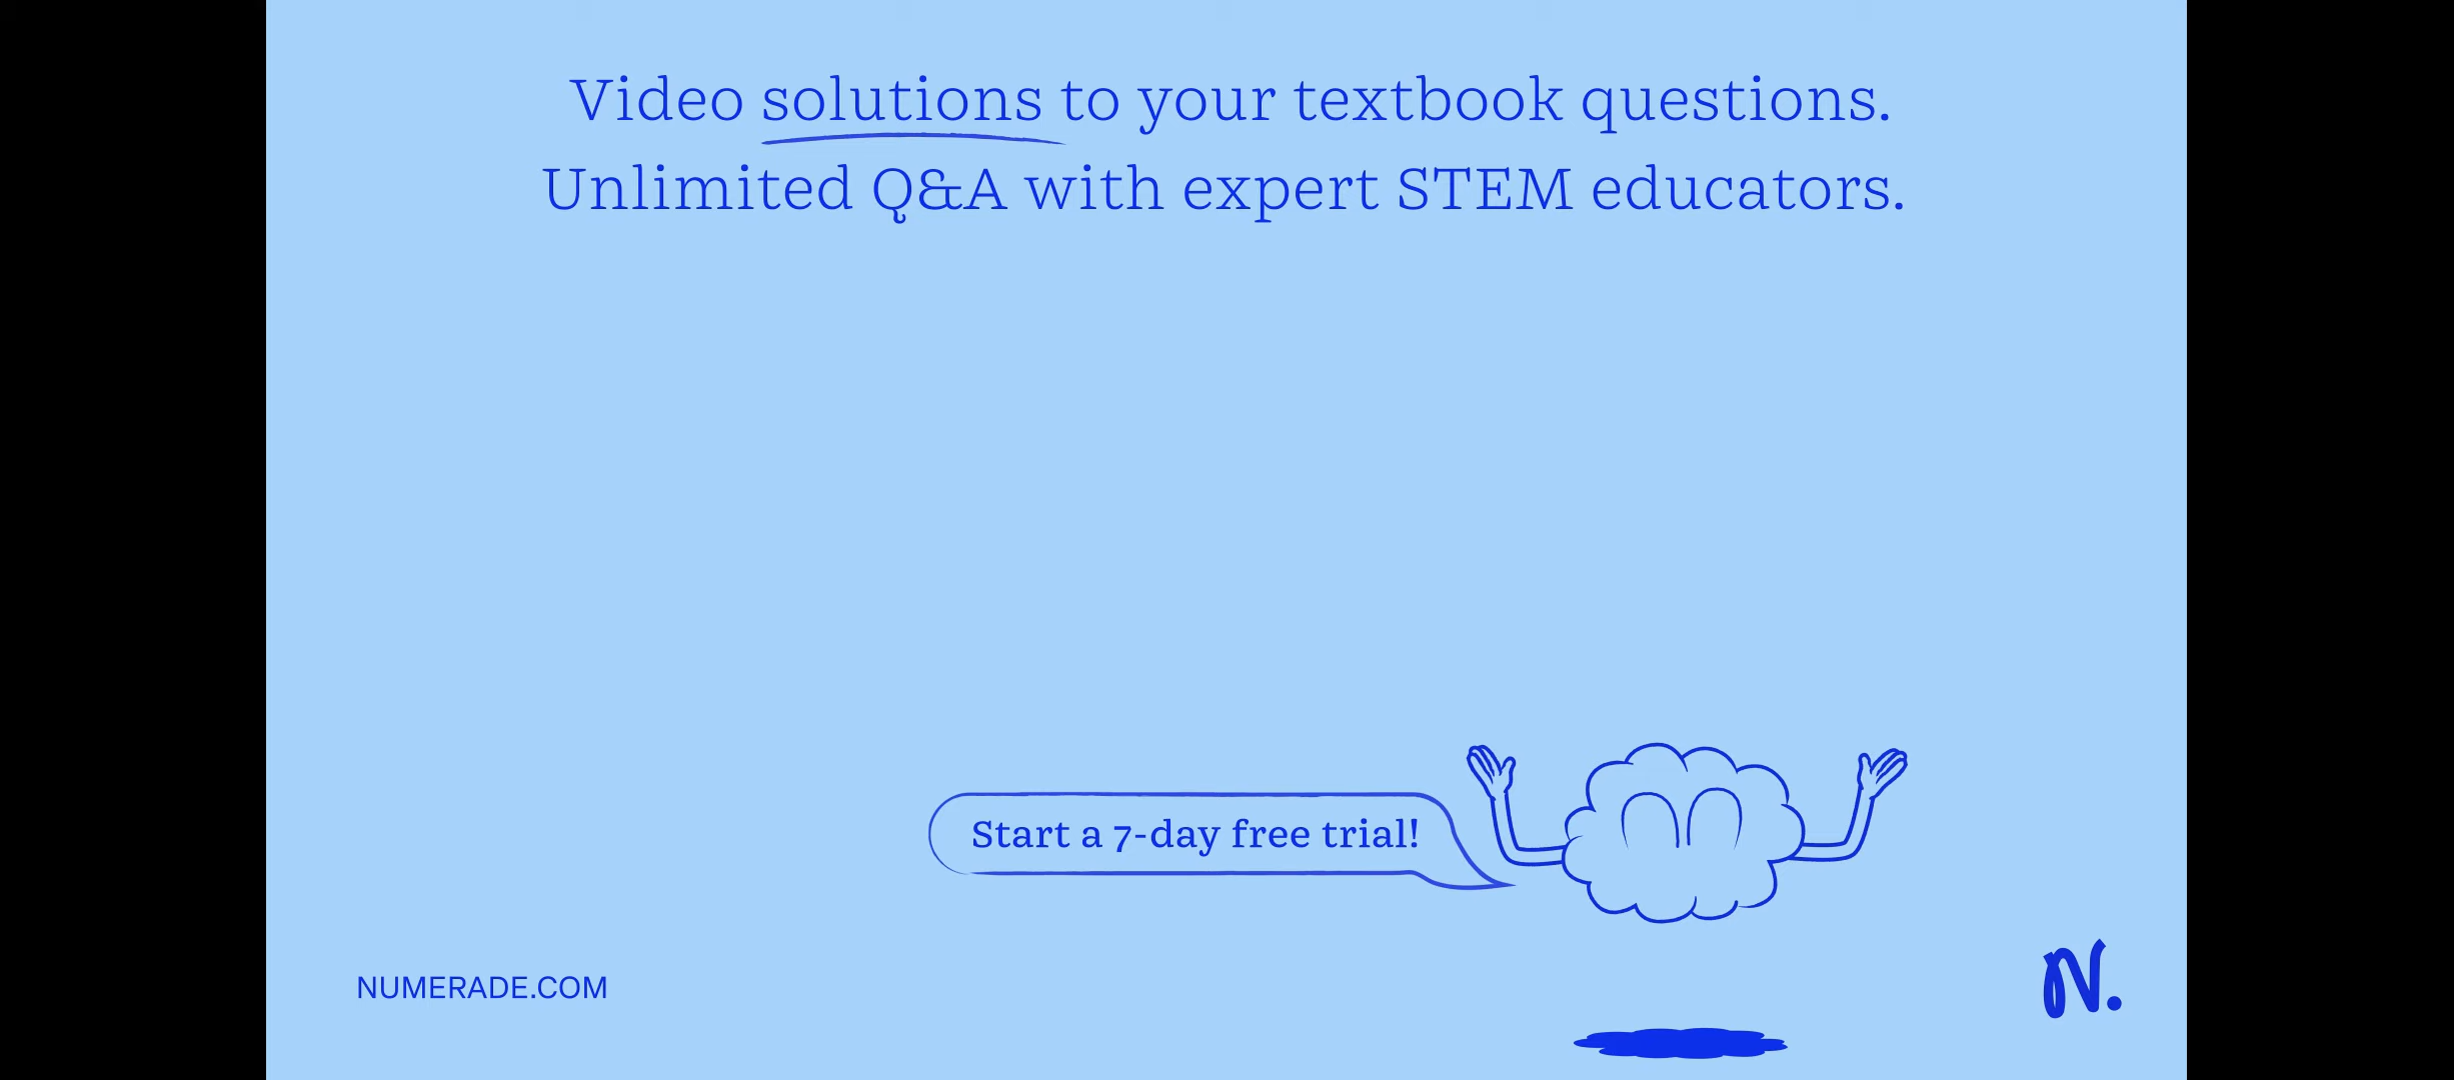 Video solutions to your textbook questions.
Unlimited Q&A with expert STEM educators.
Start a 7-day free trial!
NUMERADE.COM
N.